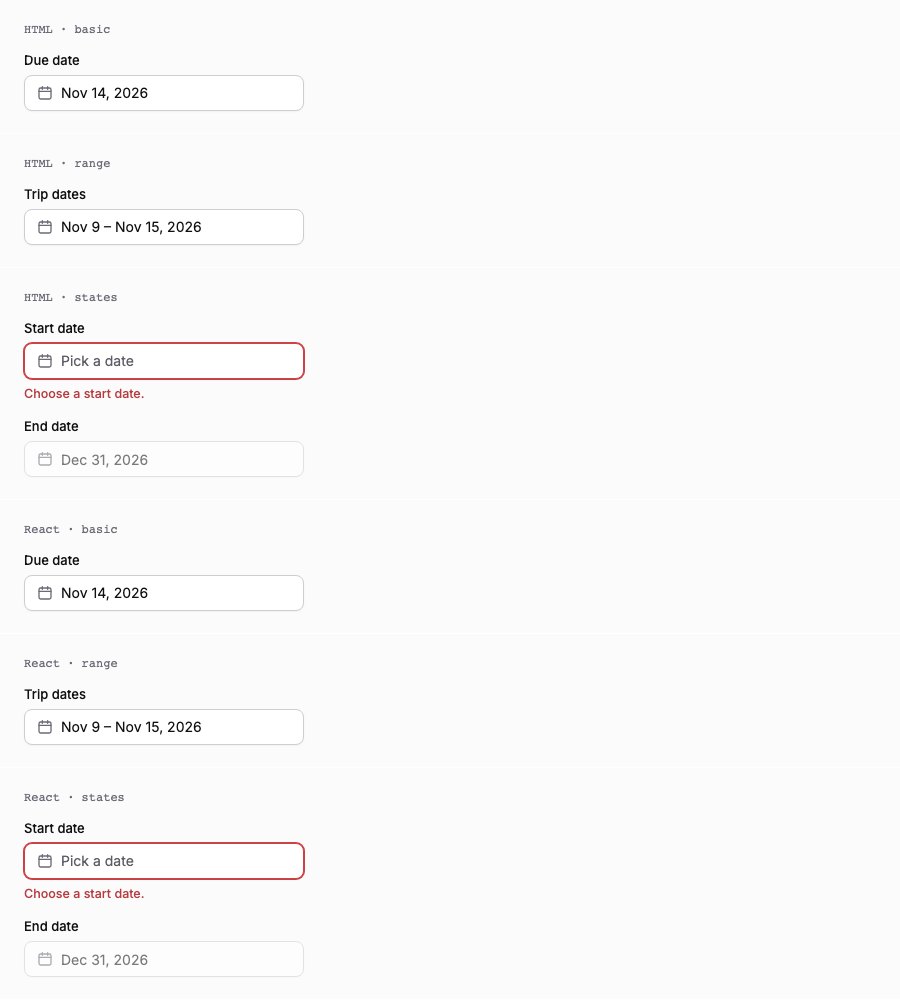 HTML · basic
Due date
Nov 14, 2026
HTML · range
Trip dates
Nov 9 – Nov 15, 2026
HTML · states
Start date
Pick a date
Choose a start date.
End date
Dec 31, 2026
React · basic
Due date
Nov 14, 2026
React · range
Trip dates
Nov 9 – Nov 15, 2026
React · states
Start date
Pick a date
Choose a start date.
End date
Dec 31, 2026